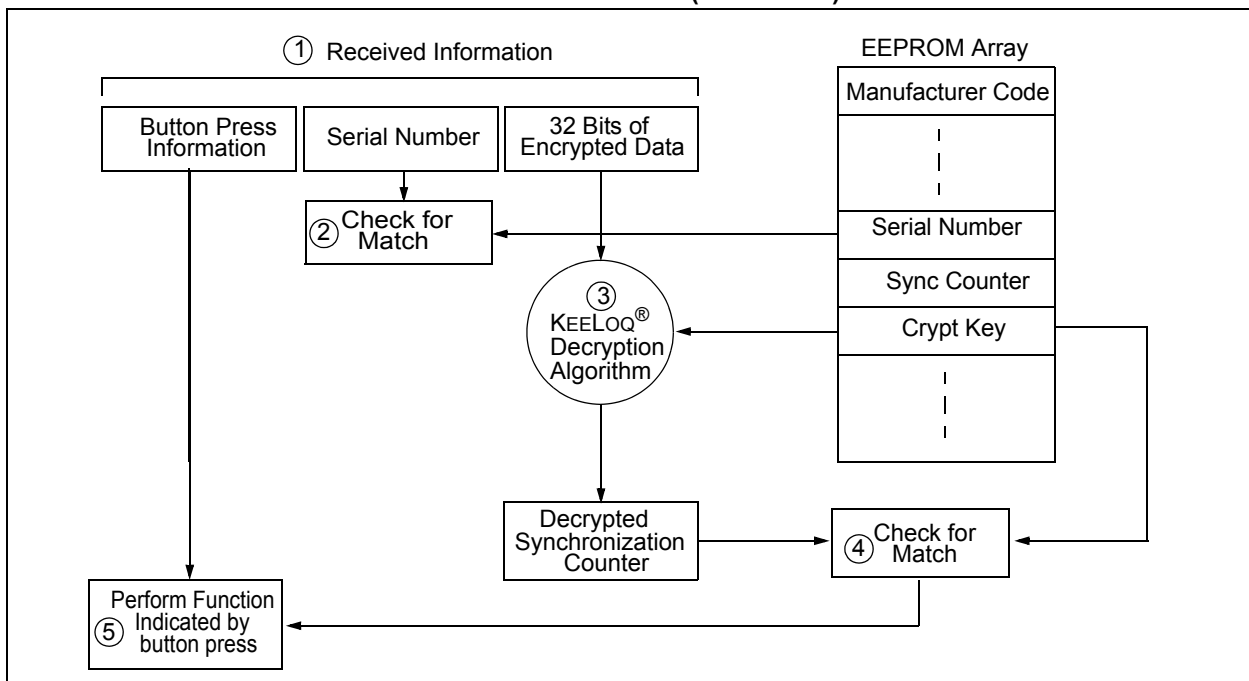 ① Received Information
EEPROM Array
Manufacturer Code
Button Press
Information
Serial Number
32 Bits of
Encrypted Data
② Check for
Match
Serial Number
Sync Counter
③
KEELOQ®
Decryption
Algorithm
Crypt Key
Decrypted
Synchronization
Counter
④ Check for
Match
Perform Function
⑤ Indicated by
button press